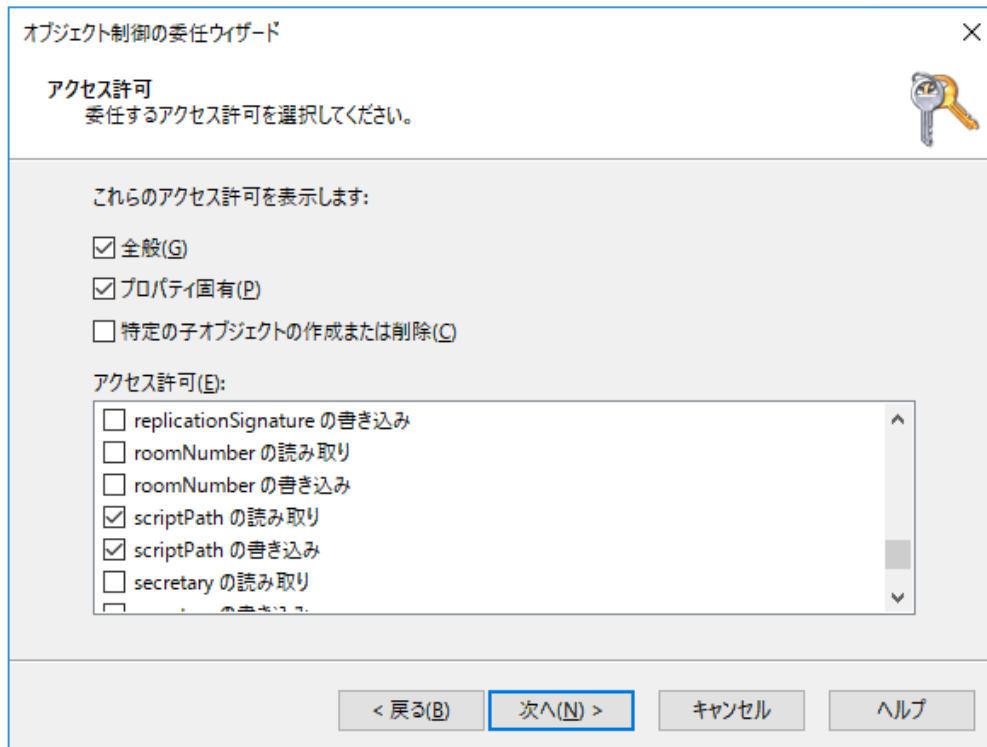 オブジェクト制御の委任ウィザード
アクセス許可
委任するアクセス許可を選択してください。
これらのアクセス許可を表示します:
全般(G)
プロパティ固有(P)
特定の子オブジェクトの作成または削除(C)
アクセス許可(E):
replicationSignature の書き込み
roomNumber の読み取り
roomNumber の書き込み
scriptPath の読み取り
scriptPath の書き込み
secretary の読み取り
< 戻る(B)
次へ(N) >
キャンセル
ヘルプ